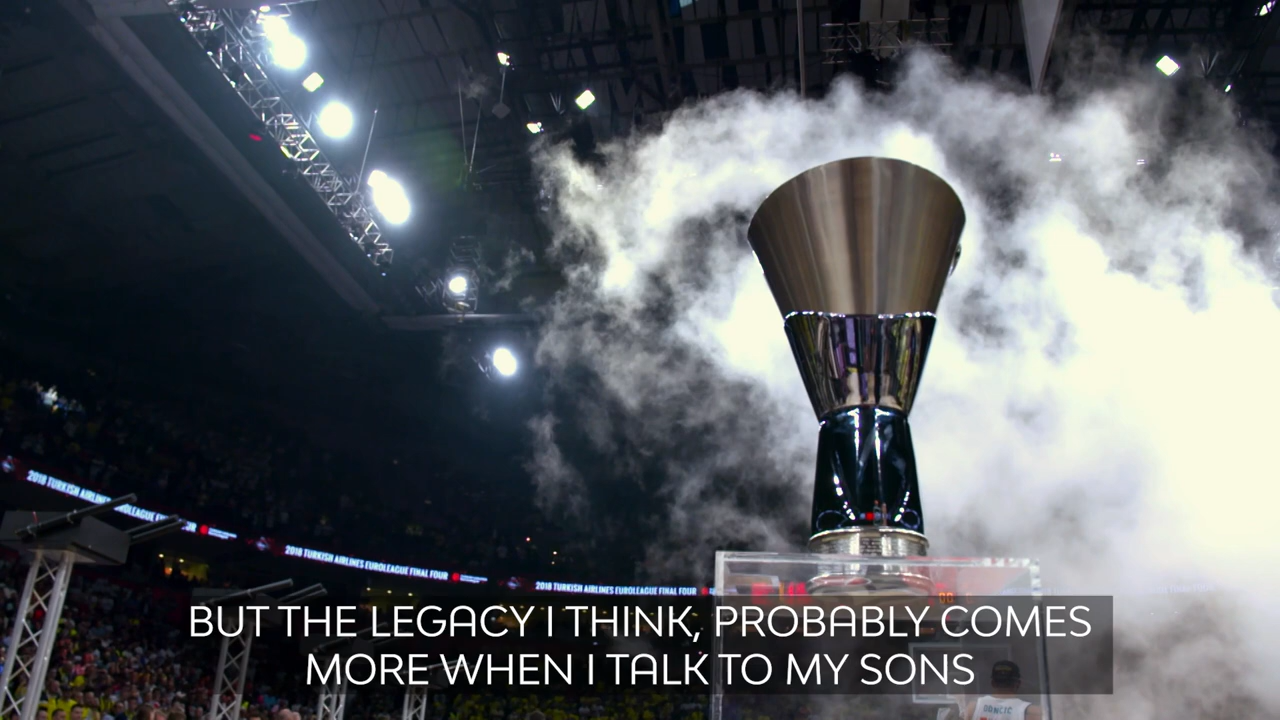 2018 TURKISH AIRLINES EUROLEAGUE FINAL FOUR
2018 TURKISH AIRLINES EUROLEAGUE FINAL FOUR
2018 TURKISH AIRLINES EUROLEAGUE FINAL FOUR
BUT THE LEGACY I THINK, PROBABLY COMES
MORE WHEN I TALK TO MY SONS
DONCIC